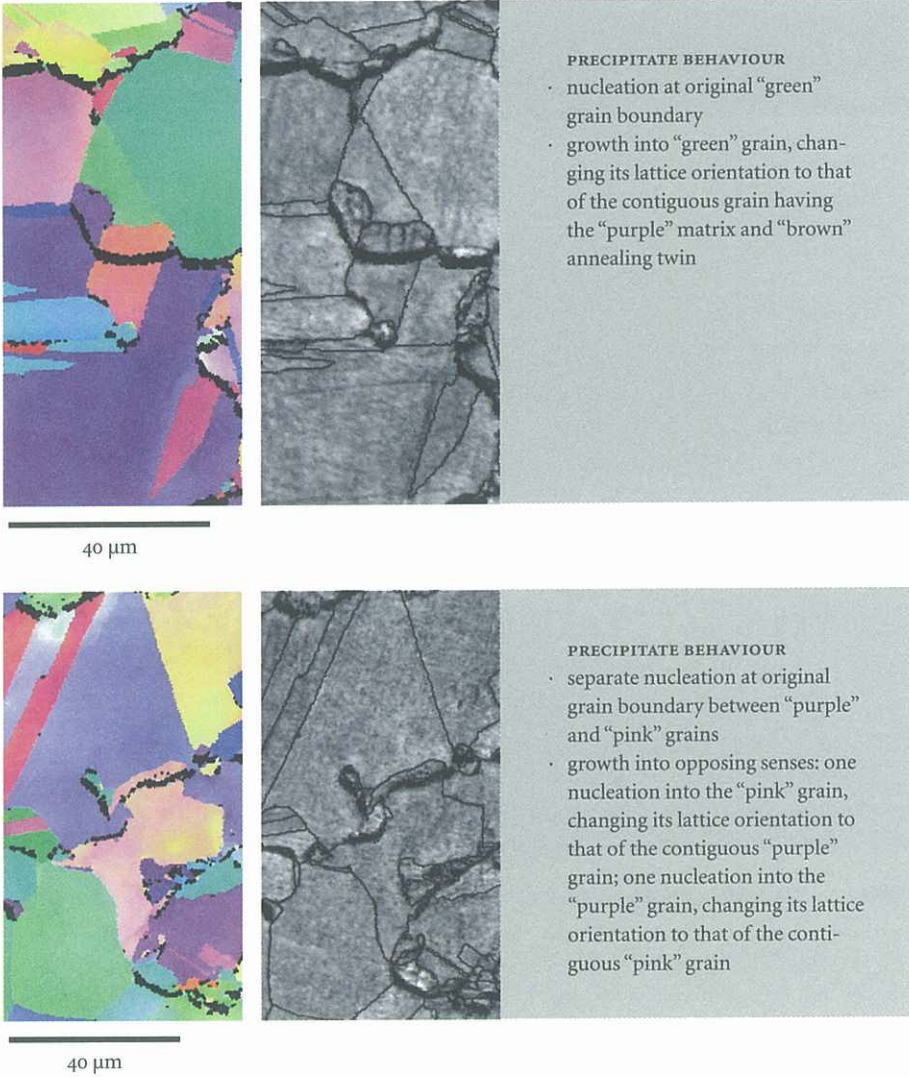 PRECIPITATE BEHAVIOUR
· nucleation at original “green”
grain boundary
· growth into “green” grain, chan-
ging its lattice orientation to that
of the contiguous grain having
the “purple” matrix and “brown”
annealing twin
40 µm
PRECIPITATE BEHAVIOUR
· separate nucleation at original
grain boundary between “purple”
and “pink” grains
· growth into opposing senses: one
nucleation into the “pink” grain,
changing its lattice orientation to
that of the contiguous “purple”
grain; one nucleation into the
“purple” grain, changing its lattice
orientation to that of the conti-
guous “pink” grain
40 µm